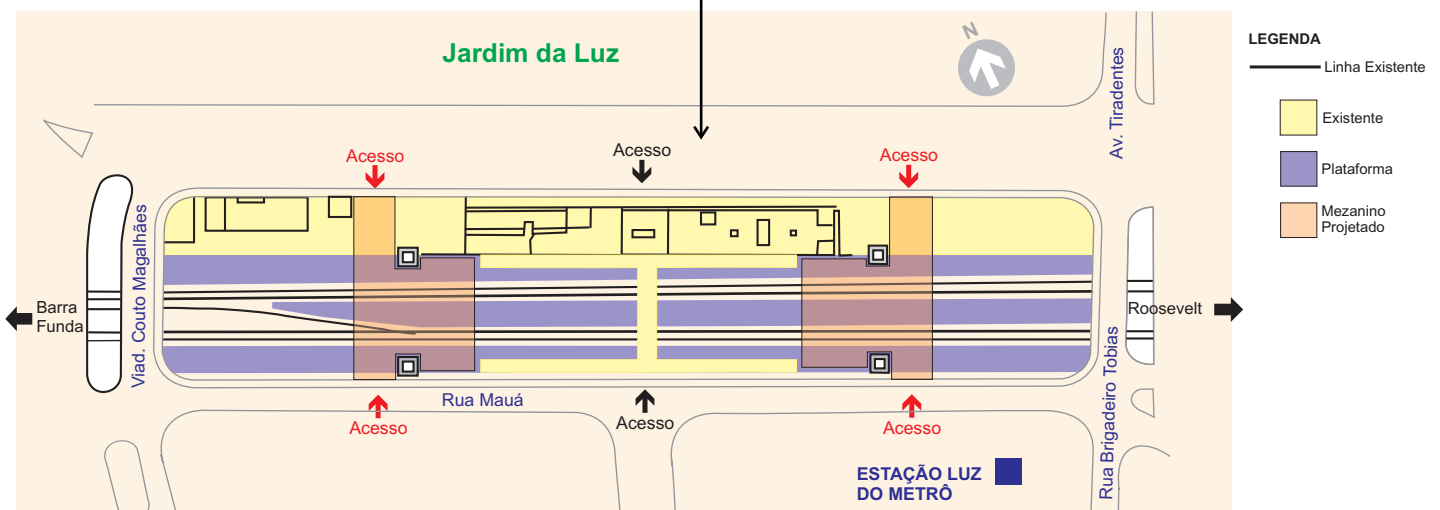 Jardim da Luz
N
Av. Tiradentes
LEGENDA
Linha Existente
Existente
Plataforma
Mezanino
Projetado
Acesso
Acesso
Acesso
Viad. Couto Magalhães
Barra
Funda
Roosevelt
Rua Mauá
Acesso
Acesso
Acesso
Rua Brigadeiro Tobias
ESTAÇÃO LUZ
DO METRÔ